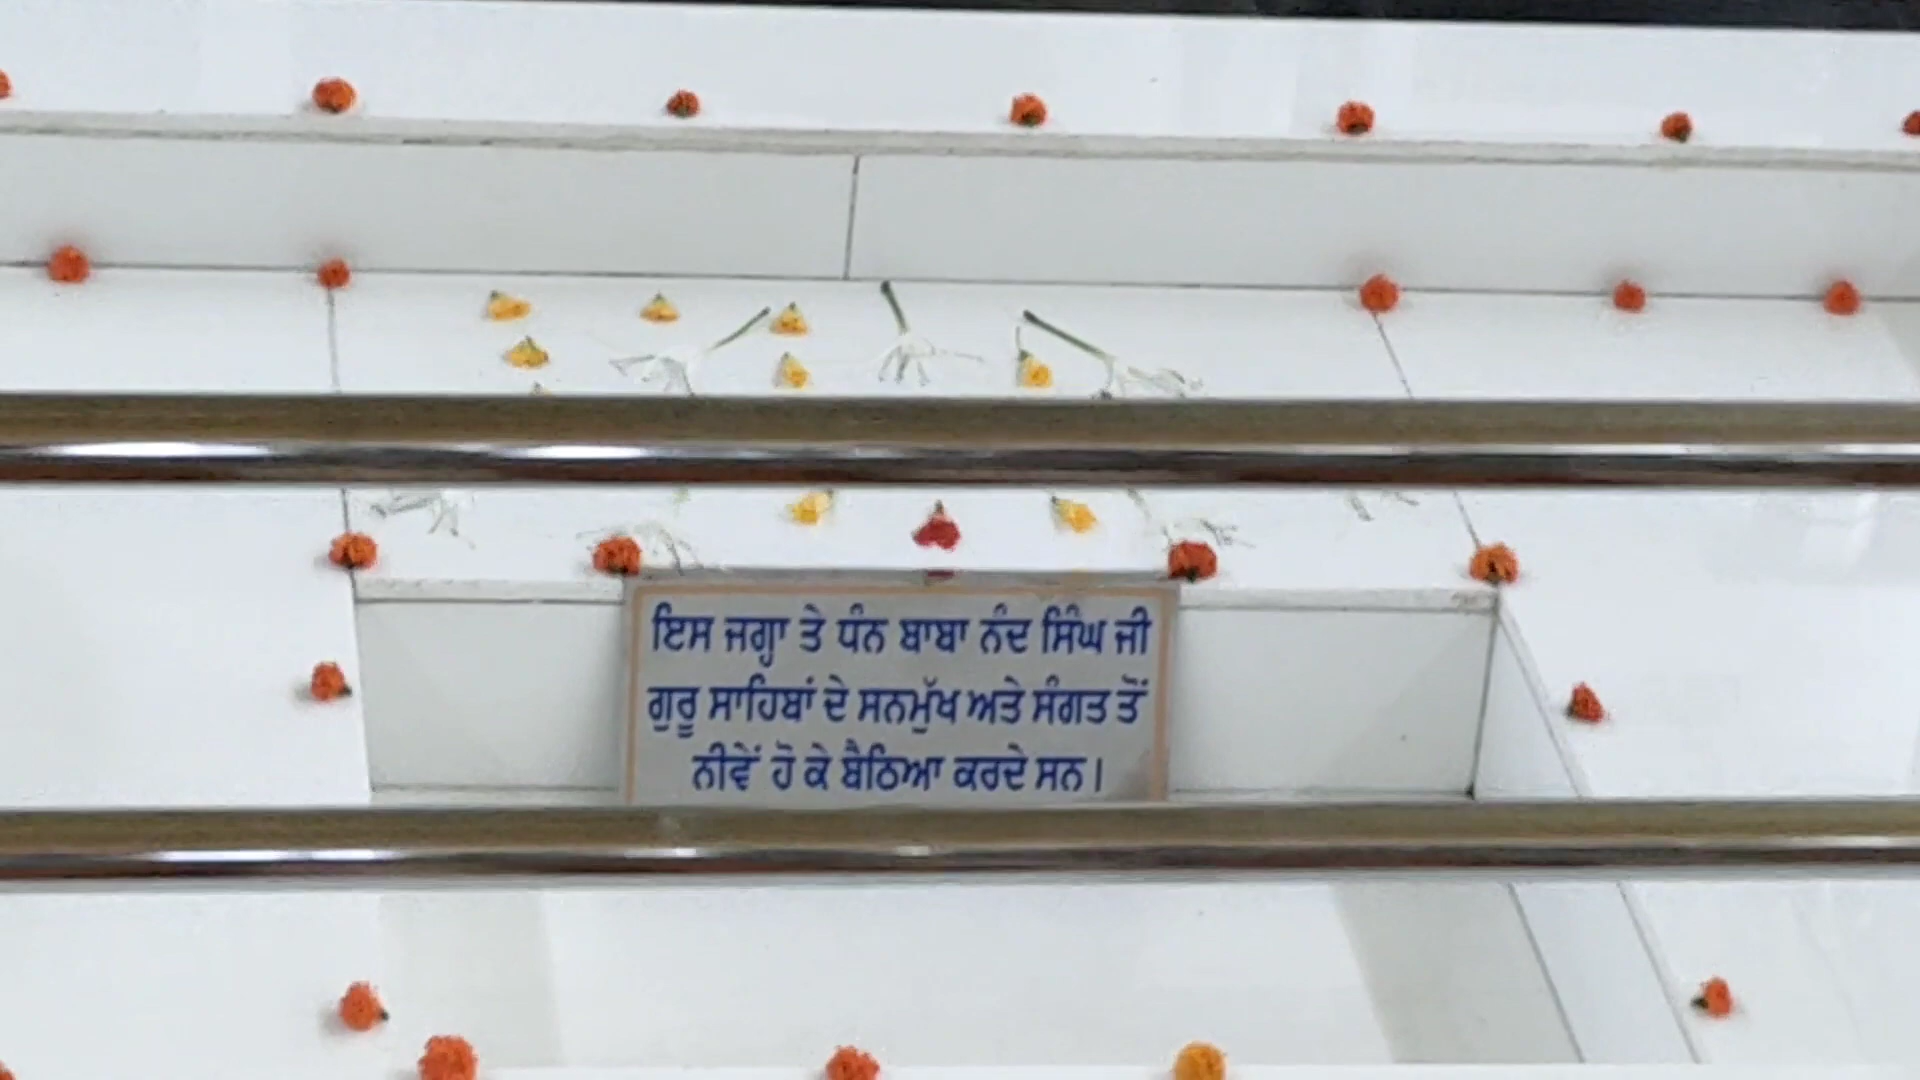 ਇਸ ਜਗ੍ਹਾ ਤੇ ਧੰਨ ਬਾਬਾ ਨੰਦ ਸਿੰਘ ਜੀ
ਗੁਰੂ ਸਾਹਿਬਾਂ ਦੇ ਸਨਮੁੱਖ ਅਤੇ ਸੰਗਤ ਤੋਂ
ਨੀਵੇਂ ਹੋ ਕੇ ਬੈਠਿਆ ਕਰਦੇ ਸਨ।